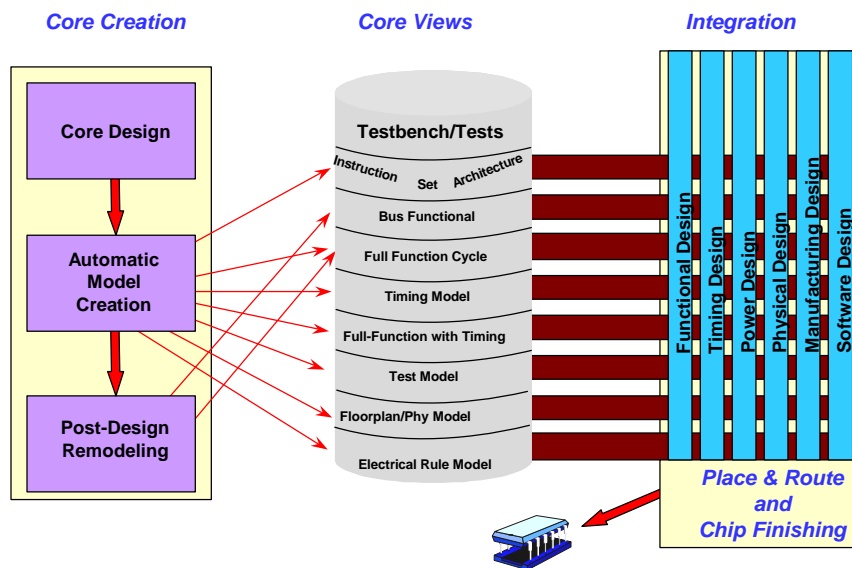 Core Creation
Core Views
Integration
Core Design
Automatic
Model
Creation
Post-Design
Remodeling
Testbench/Tests
Instruction Set Architecture
Bus Functional
Full Function Cycle
Timing Model
Full-Function with Timing
Test Model
Floorplan/Phy Model
Electrical Rule Model
Functional Design
Timing Design
Power Design
Physical Design
Manufacturing Design
Software Design
Place & Route
and
Chip Finishing